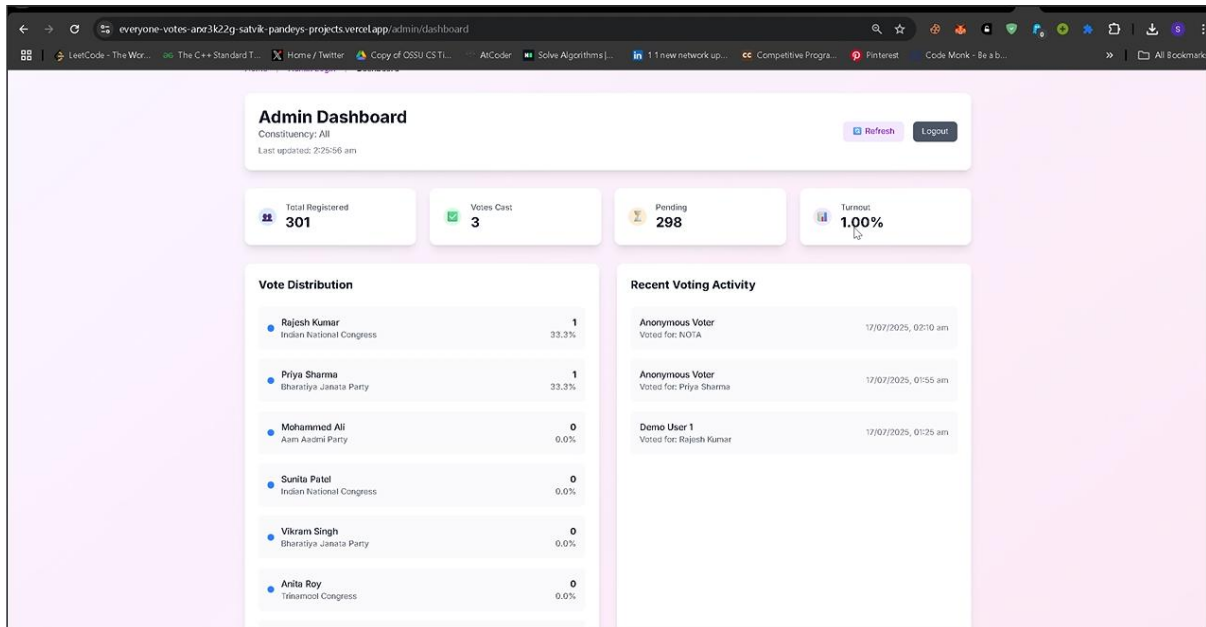 everyone-votes-anxr3k22g-satvik-pandeys-projects.vercel.app/admin/dashboard
LeetCode - The Wor...
The C++ Standard T...
Home / Twitter
Copy of OSSU CS Ti...
AtCoder
Solve Algorithms |...
1 1 new network up...
Competitive Progra...
Pinterest
Code Monk - Be a b...
»
All Bookmark
Admin Dashboard
Constituency: All
Last updated: 2:25:56 am
Refresh
Logout
Total Registered
301
Votes Cast
3
Pending
298
Turnout
1.00%
Vote Distribution
Rajesh Kumar 1
Indian National Congress 33.3%
Priya Sharma 1
Bharatiya Janata Party 33.3%
Mohammed Ali 0
Aam Aadmi Party 0.0%
Sunita Patel 0
Indian National Congress 0.0%
Vikram Singh 0
Bharatiya Janata Party 0.0%
Anita Roy 0
Trinamool Congress 0.0%
Recent Voting Activity
Anonymous Voter
Voted for: NOTA
17/07/2025, 02:10 am
Anonymous Voter
Voted for: Priya Sharma
17/07/2025, 01:55 am
Demo User 1
Voted for: Rajesh Kumar
17/07/2025, 01:25 am